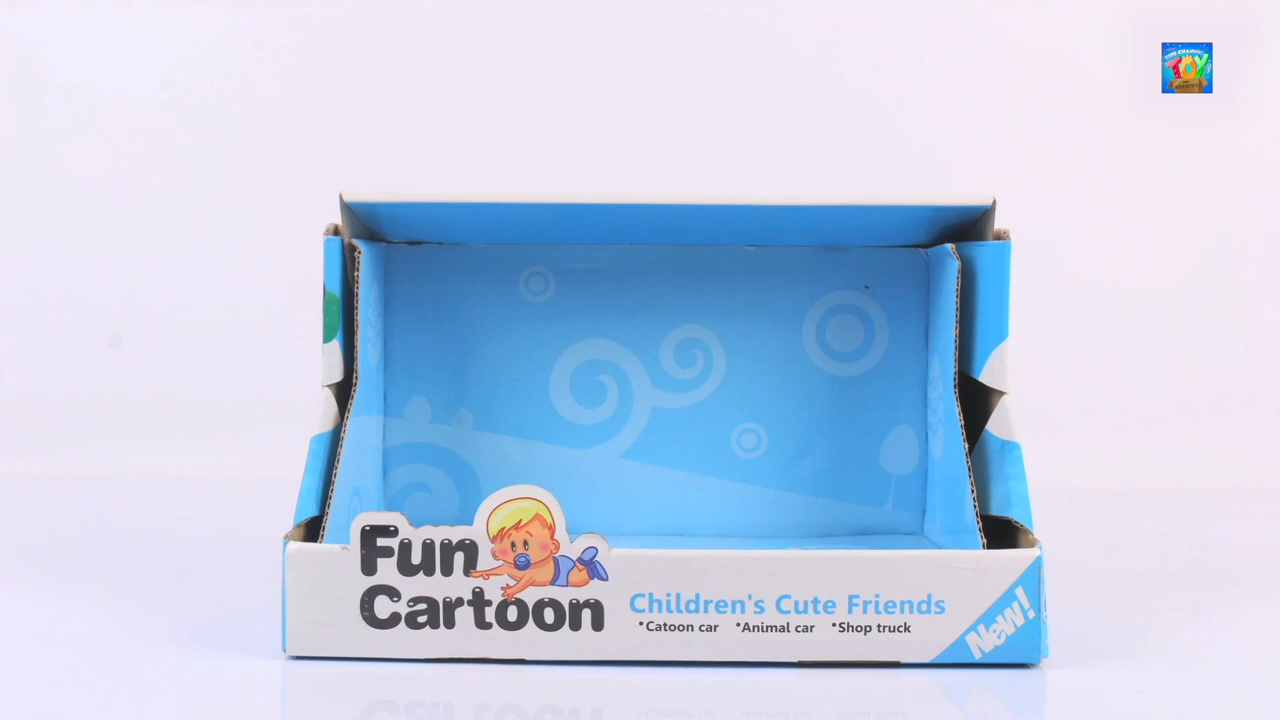 TOY
Fun
Cartoon
Children's Cute Friends
•Catoon car •Animal car •Shop truck
New!